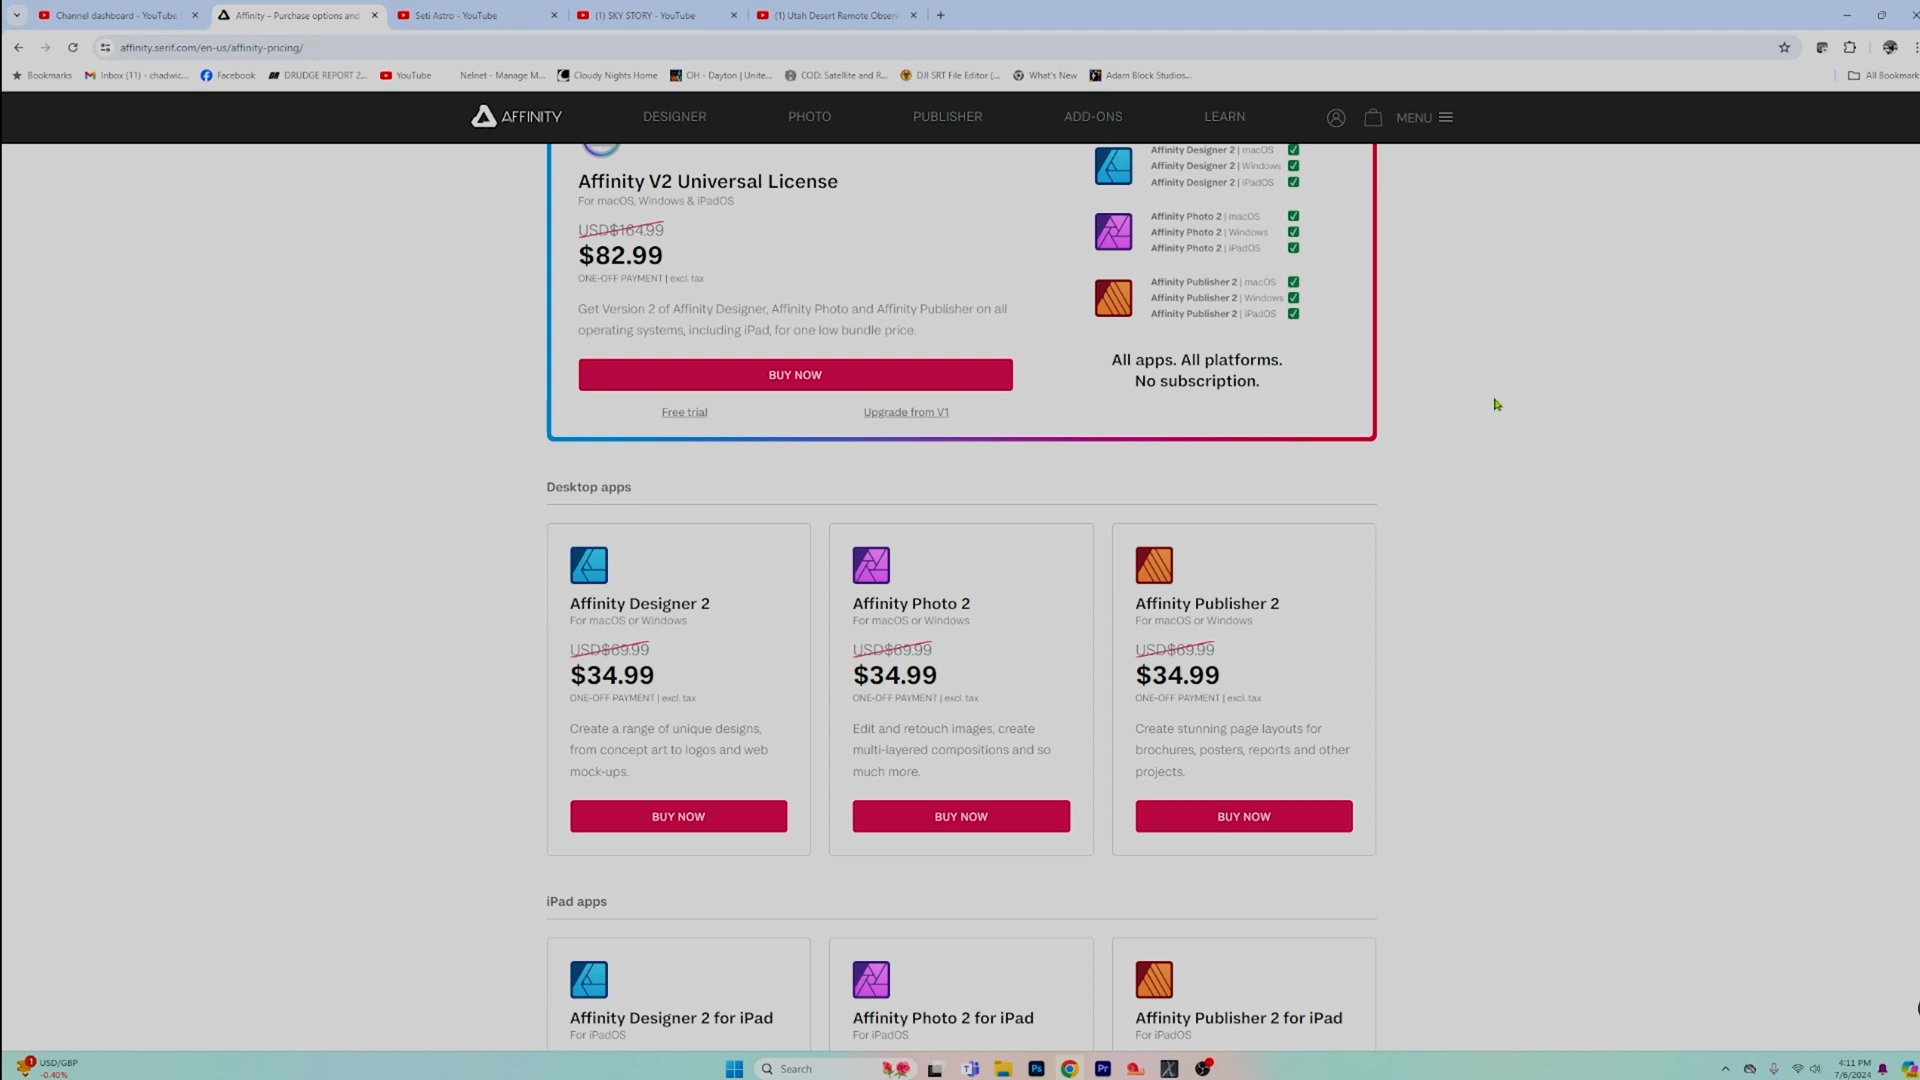 Channel dashboard - YouTube
Affinity – Purchase options and
Seti Astro - YouTube
(1) SKY STORY - YouTube
(1) Utah Desert Remote Observ
affinity.serif.com/en-us/affinity-pricing/
Bookmarks
Inbox (11) - chadwic...
Facebook
DRUDGE REPORT 2...
YouTube
Nelnet - Manage M...
Cloudy Nights Home
OH - Dayton | Unite...
COD: Satellite and R...
DJI SRT File Editor (...
What's New
Adam Block Studios...
All Bookmark
AFFINITY
DESIGNER
PHOTO
PUBLISHER
ADD-ONS
LEARN
MENU
Affinity V2 Universal License
For macOS, Windows & iPadOS
USD$164.99
$82.99
ONE-OFF PAYMENT | excl. tax
Get Version 2 of Affinity Designer, Affinity Photo and Affinity Publisher on all
operating systems, including iPad, for one low bundle price.
BUY NOW
Free trial
Upgrade from V1
Affinity Designer 2 | macOS
Affinity Designer 2 | Windows
Affinity Designer 2 | iPadOS
Affinity Photo 2 | macOS
Affinity Photo 2 | Windows
Affinity Photo 2 | iPadOS
Affinity Publisher 2 | macOS
Affinity Publisher 2 | Windows
Affinity Publisher 2 | iPadOS
All apps. All platforms.
No subscription.
Desktop apps
Affinity Designer 2
For macOS or Windows
USD$69.99
$34.99
ONE-OFF PAYMENT | excl. tax
Create a range of unique designs,
from concept art to logos and web
mock-ups.
BUY NOW
Affinity Photo 2
For macOS or Windows
USD$69.99
$34.99
ONE-OFF PAYMENT | excl. tax
Edit and retouch images, create
multi-layered compositions and so
much more.
BUY NOW
Affinity Publisher 2
For macOS or Windows
USD$69.99
$34.99
ONE-OFF PAYMENT | excl. tax
Create stunning page layouts for
brochures, posters, reports and other
projects.
BUY NOW
iPad apps
Affinity Designer 2 for iPad
For iPadOS
Affinity Photo 2 for iPad
For iPadOS
Affinity Publisher 2 for iPad
For iPadOS
1
USD/GBP
-0.40%
Search
Ps
Pr
4:11 PM
7/6/2024